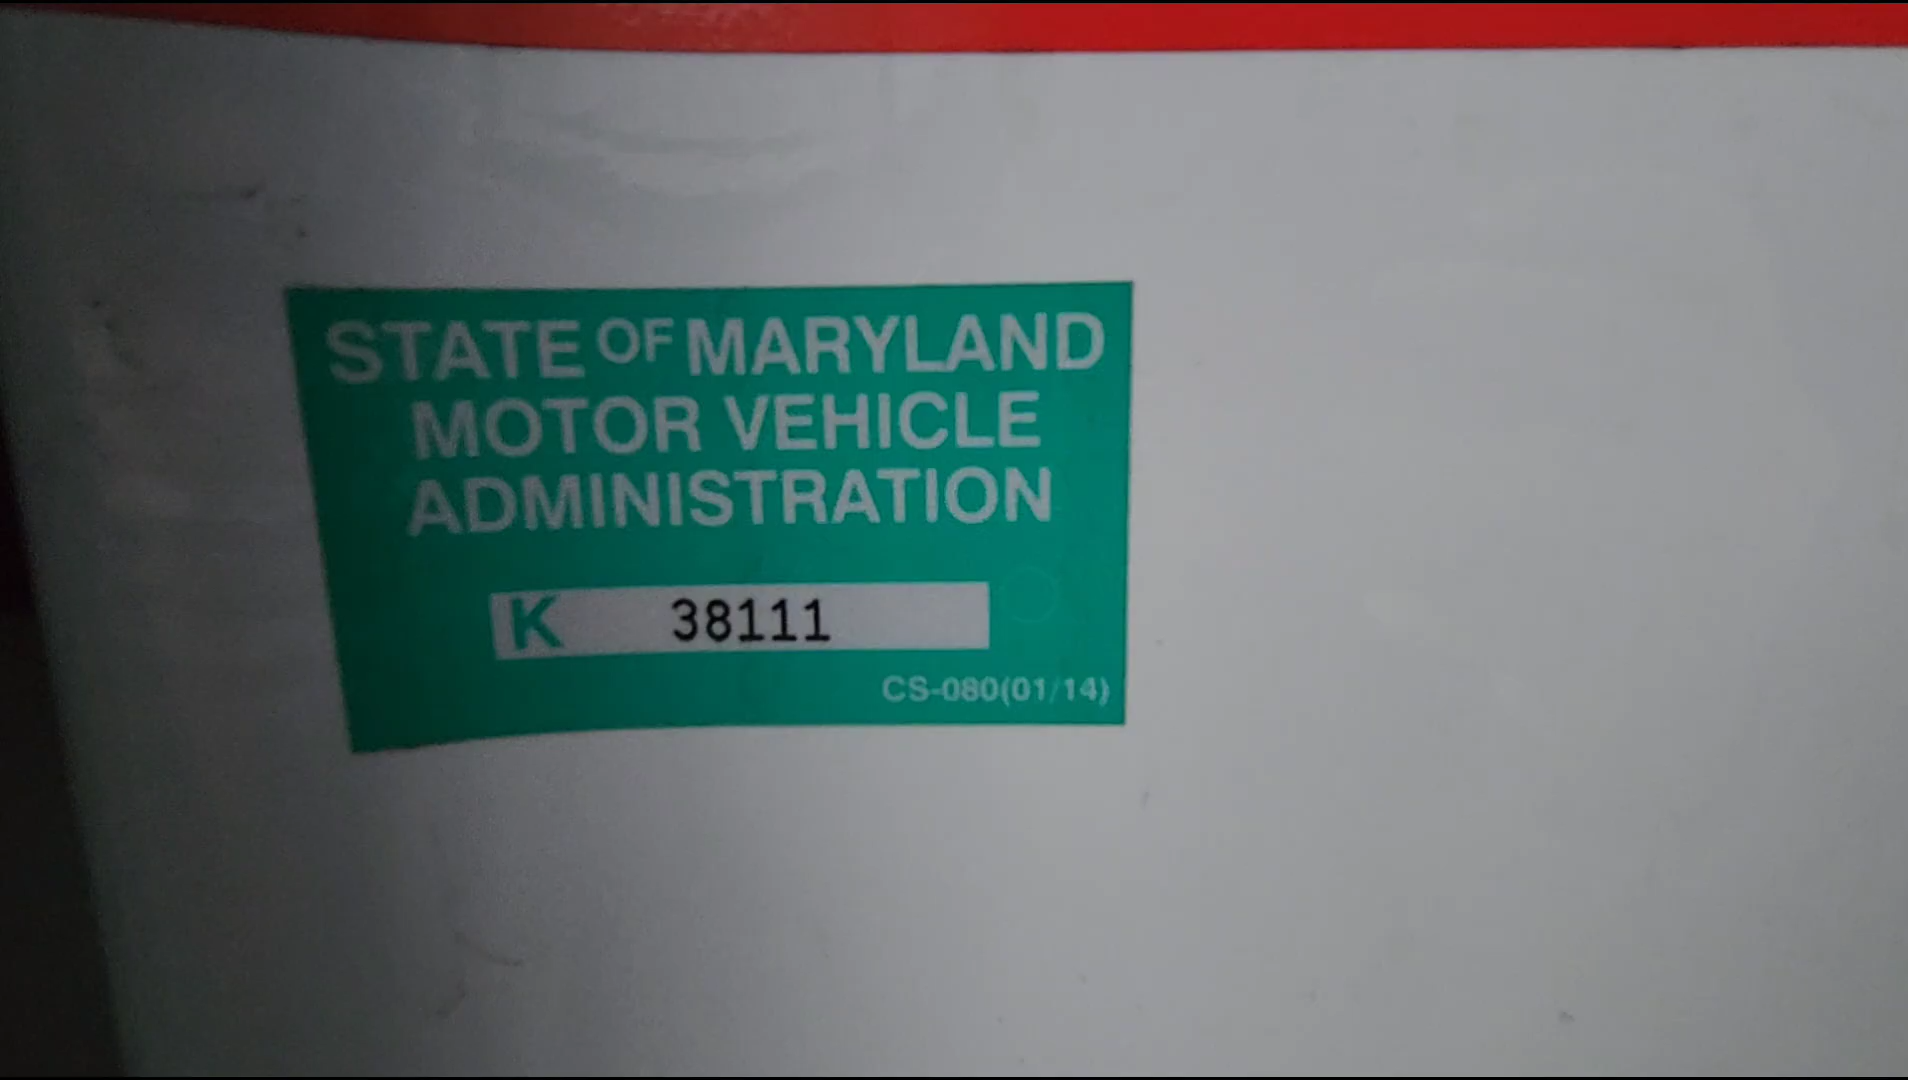 STATE OF MARYLAND
MOTOR VEHICLE
ADMINISTRATION
K 38111
CS-080(01/14)